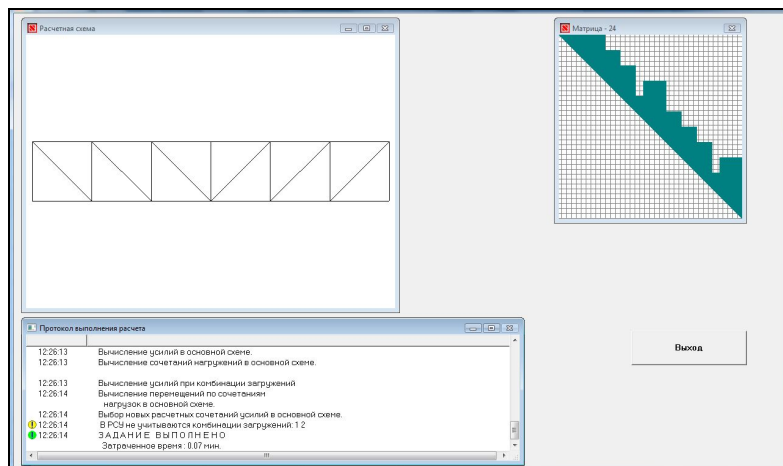 Расчетная схема
Матрица - 24
Протокол выполнения расчета
12:26:13 Вычисление усилий в основной схеме.
12:26:13 Вычисление сочетаний нагружений в основной схеме.
12:26:13 Вычисление усилий при комбинации загружений
12:26:14 Вычисление перемещений по сочетаниям
нагрузок в основной схеме.
12:26:14 Выбор новых расчетных сочетаний усилий в основной схеме.
12:26:14 В РСУ не учитываются комбинации загружений: 1 2
12:26:14 З А Д А Н И Е В Ы П О Л Н Е Н О
Затраченное время : 0.07 мин.
Выход